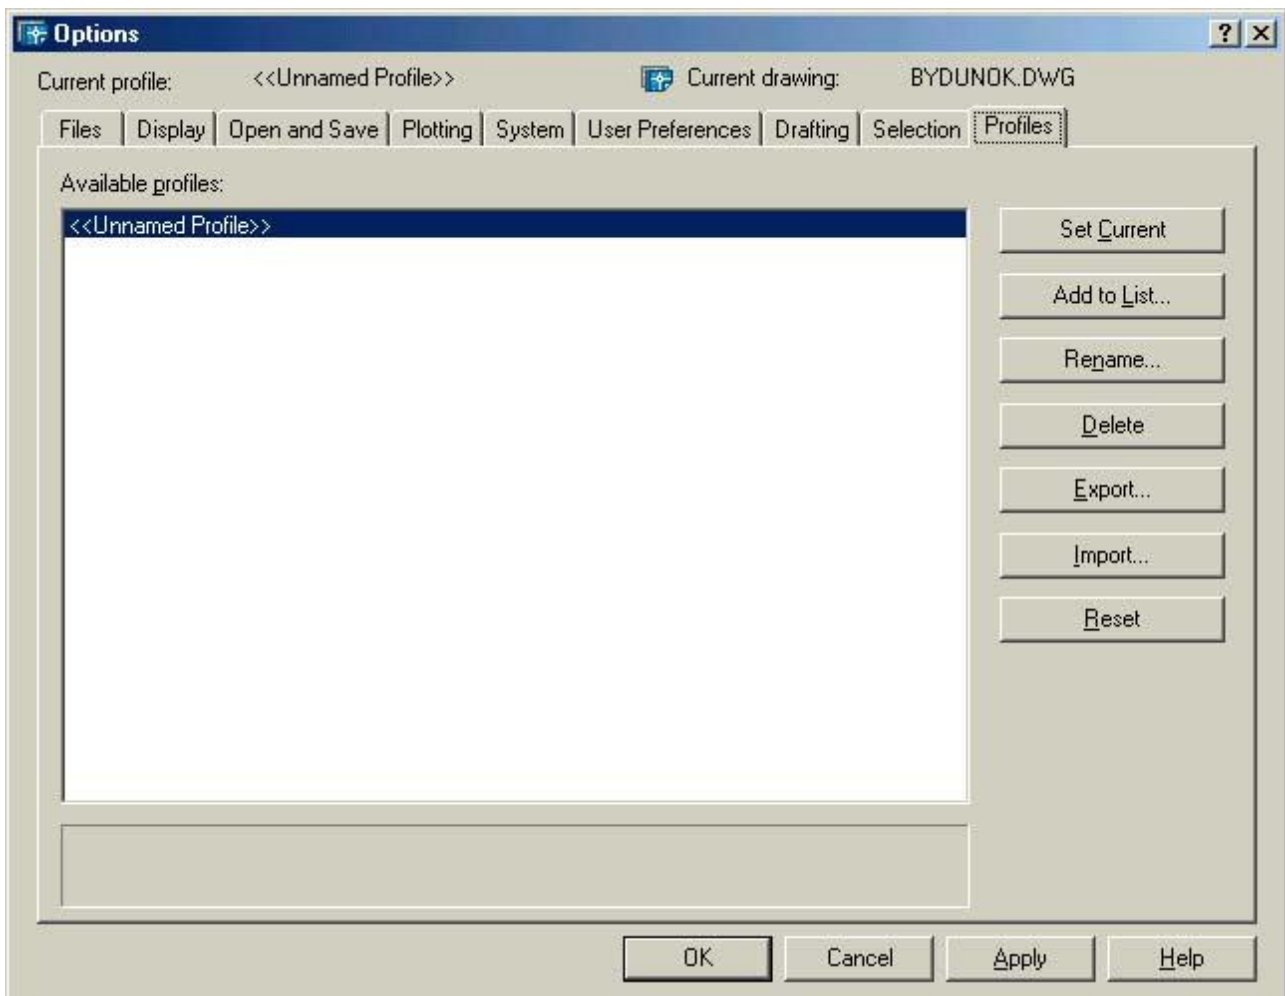 Options
Current profile: <<Unnamed Profile>> Current drawing: BYDUNOK.DWG
Files Display Open and Save Plotting System User Preferences Drafting Selection Profiles
Available profiles:
<<Unnamed Profile>>
Set Current
Add to List...
Rename...
Delete
Export...
Import...
Reset
OK Cancel Apply Help